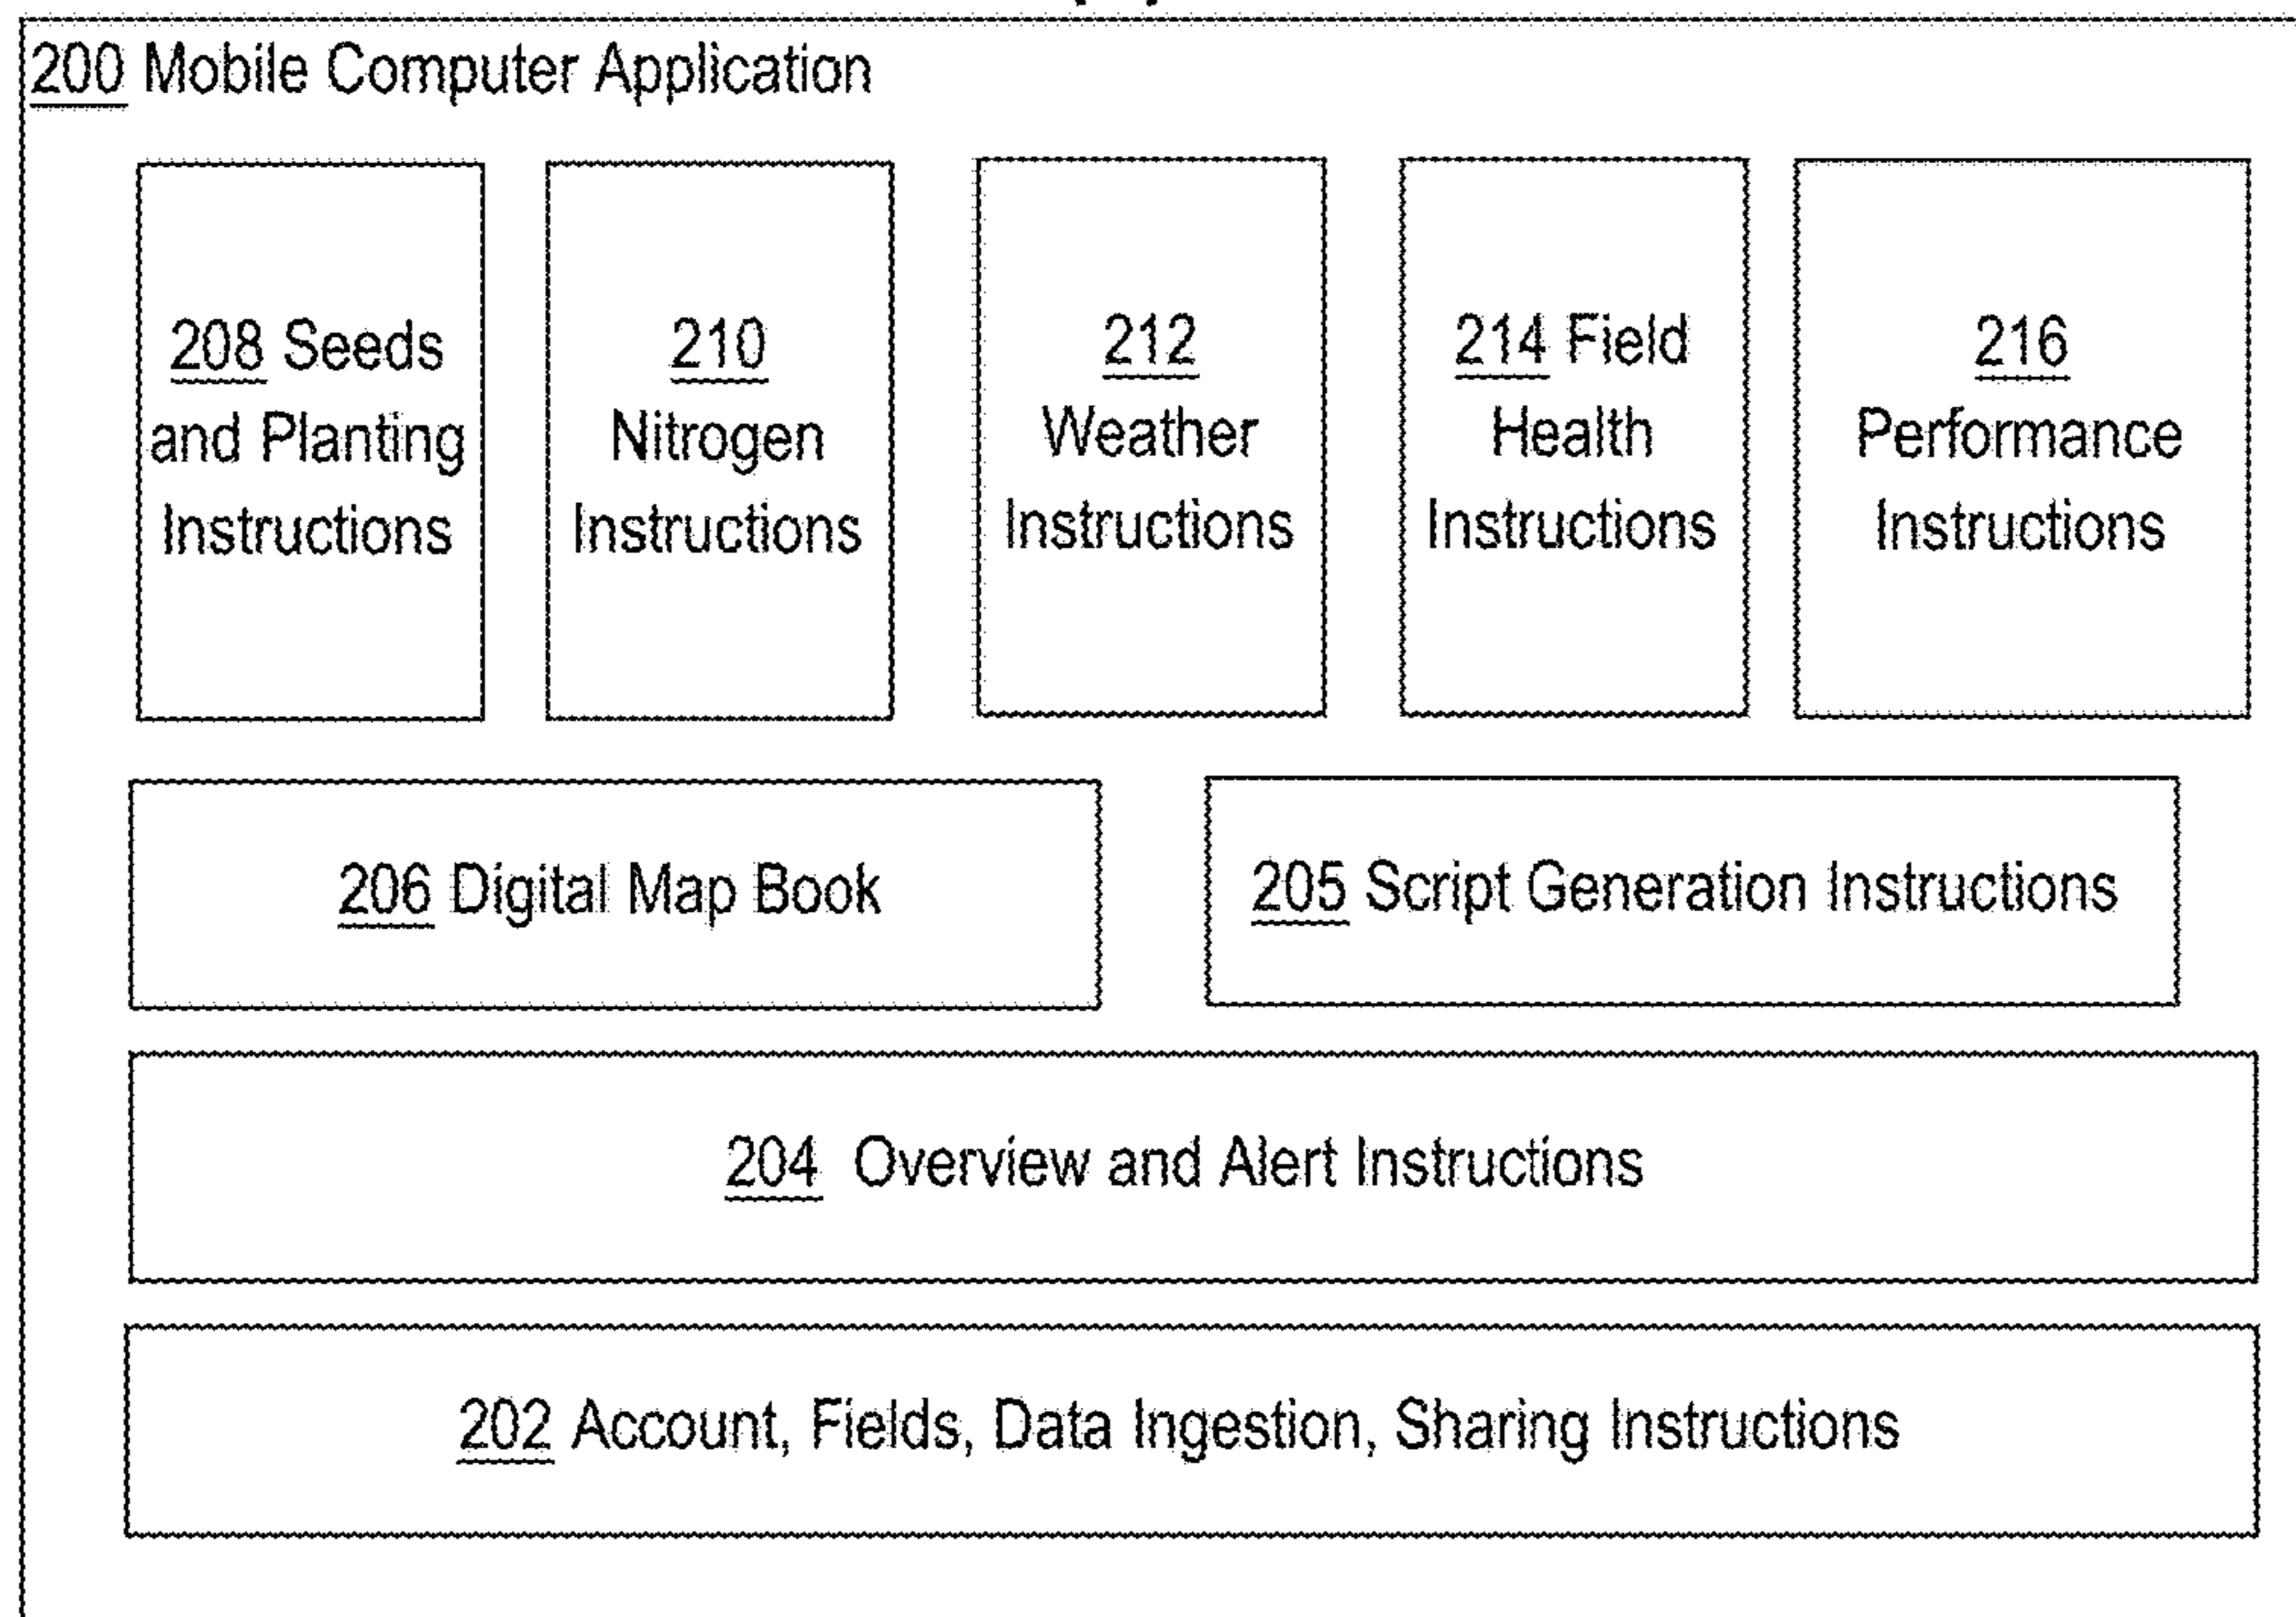 200 Mobile Computer Application
208 Seeds
and Planting
Instructions
210
Nitrogen
Instructions
212
Weather
Instructions
214 Field
Health
Instructions
216
Performance
Instructions
206 Digital Map Book
205 Script Generation Instructions
204 Overview and Alert Instructions
202 Account, Fields, Data Ingestion, Sharing Instructions